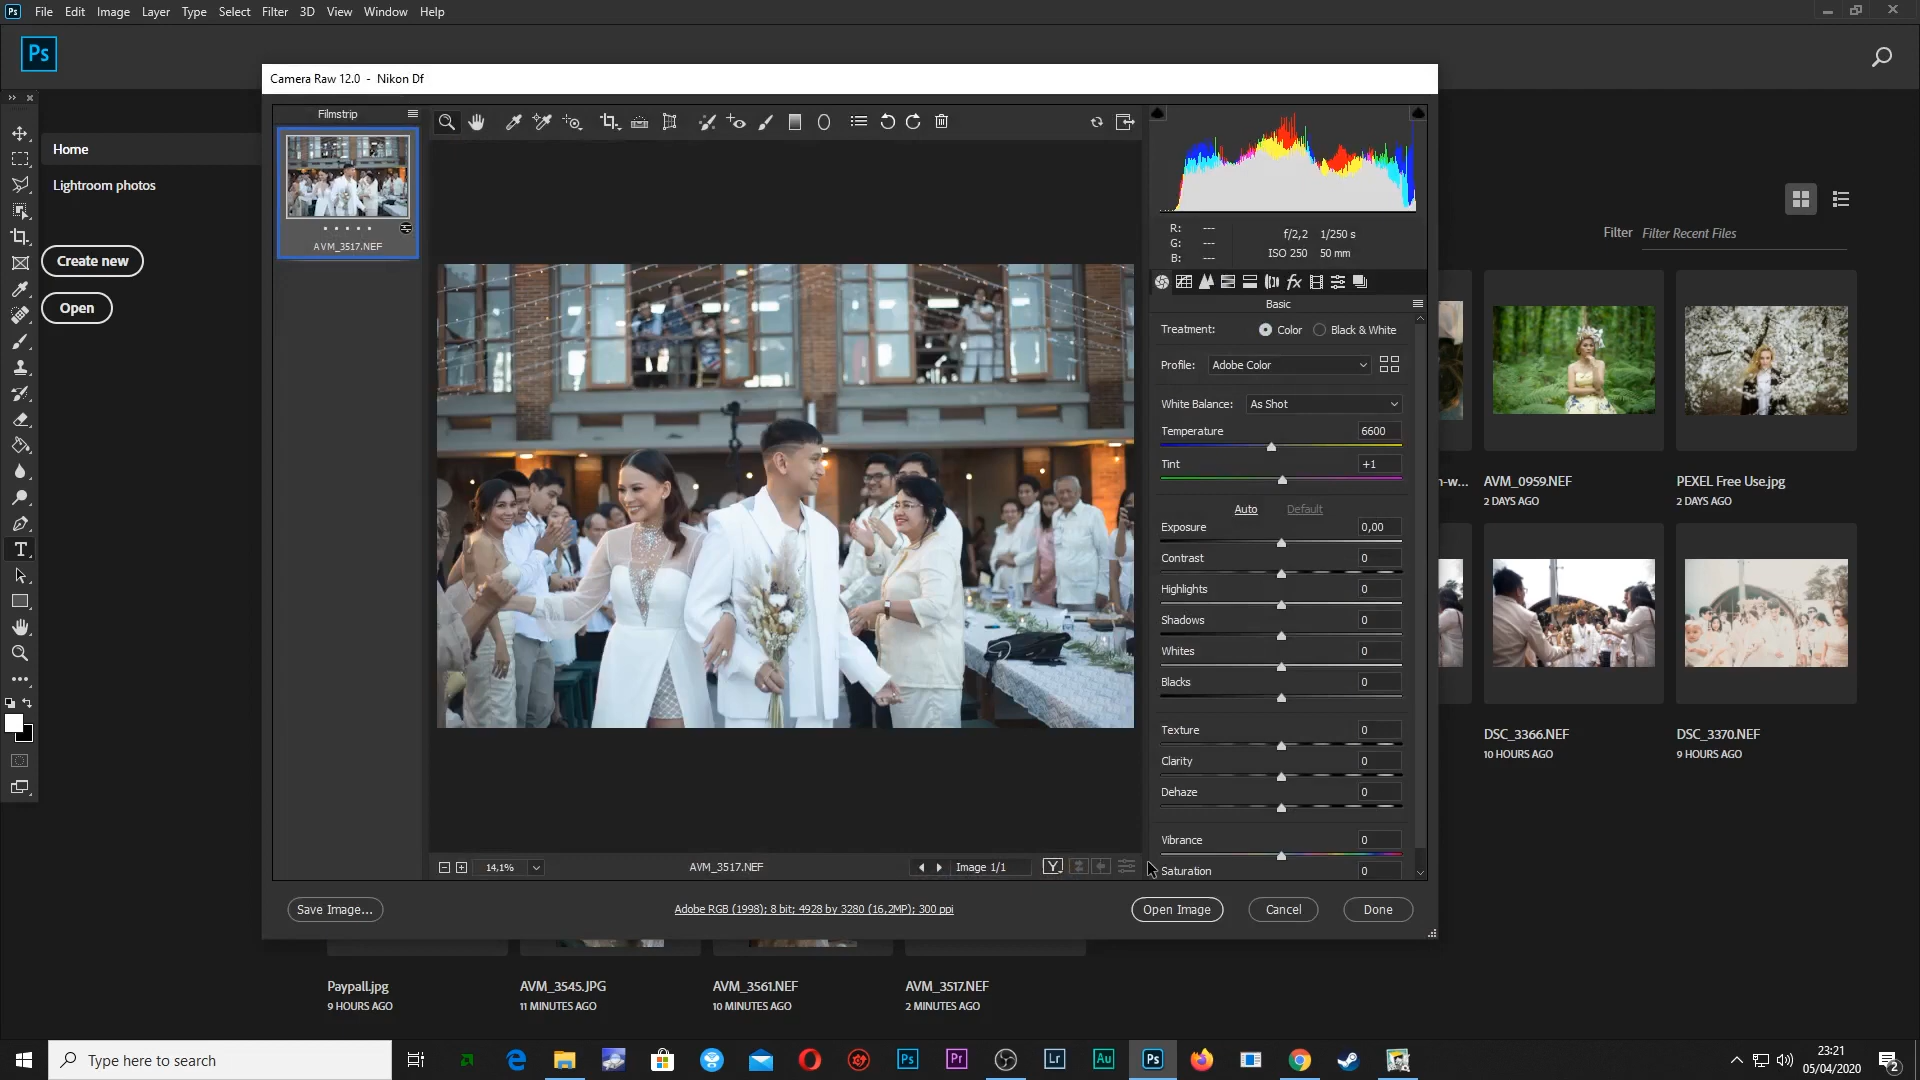 Ps File Edit Image Layer Type Select Filter 3D View Window Help
Ps
Camera Raw 12.0 - Nikon Df
Filmstrip
AVM_3517.NEF
Home
Lightroom photos
Create new
Open
R: ---
G: ---
B: ---
f/2,2 1/250 s
ISO 250 50 mm
Basic
Treatment: Color Black & White
Profile: Adobe Color
White Balance: As Shot
Temperature 6600
Tint +1
Auto Default
Exposure 0,00
Contrast 0
Highlights 0
Shadows 0
Whites 0
Blacks 0
Texture 0
Clarity 0
Dehaze 0
Vibrance 0
Saturation 0
14,1%
AVM_3517.NEF
Image 1/1
Y
Save Image...
Adobe RGB (1998); 8 bit; 4928 by 3280 (16,2MP); 300 ppi
Open Image Cancel Done
Filter Filter Recent Files
n-w... AVM_0959.NEF PEXEL Free Use.jpg
2 DAYS AGO 2 DAYS AGO
DSC_3366.NEF DSC_3370.NEF
10 HOURS AGO 9 HOURS AGO
Paypall.jpg AVM_3545.JPG AVM_3561.NEF AVM_3517.NEF
9 HOURS AGO 11 MINUTES AGO 10 MINUTES AGO 2 MINUTES AGO
Type here to search
Ps Pr Lr Au Ps
23:21
05/04/2020
2